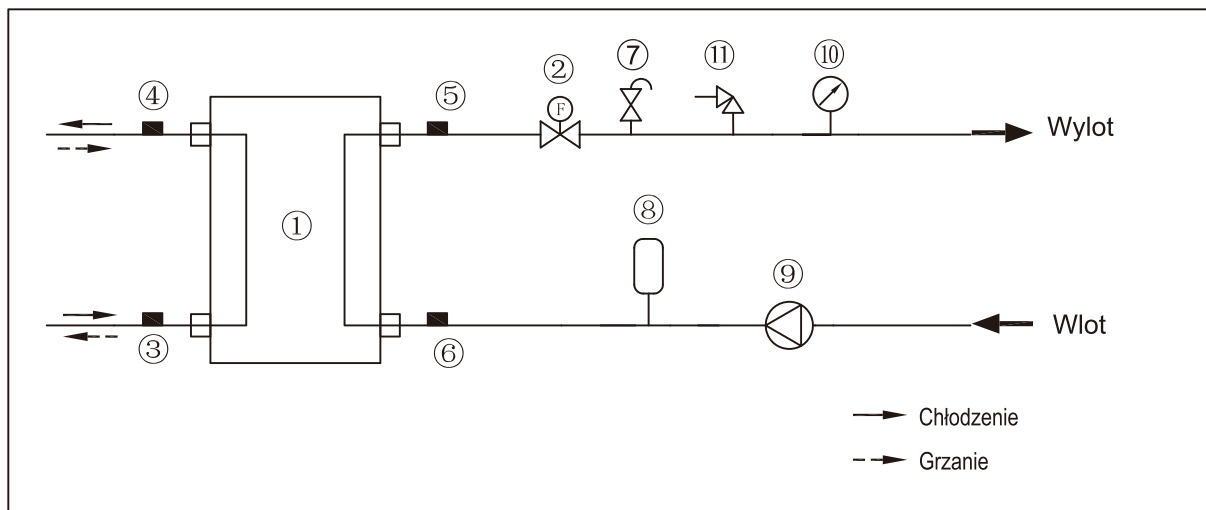 ④ ⑤ ② ⑦ ⑪ ⑩
F
Wylot
① ⑧
⑨
Wlot
③ ⑥
Chłodzenie
Grzanie